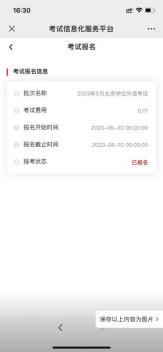 16:30
考试信息化服务平台
考试报名
考试报名信息
批次名称 2023年5月北京学位外语考试
考试费用 0.01
报名开始时间 2023-05-30 00:00:00
报名截止时间 2023-06-10 00:00:00
报考状态 已报名
保存以上内容为图片